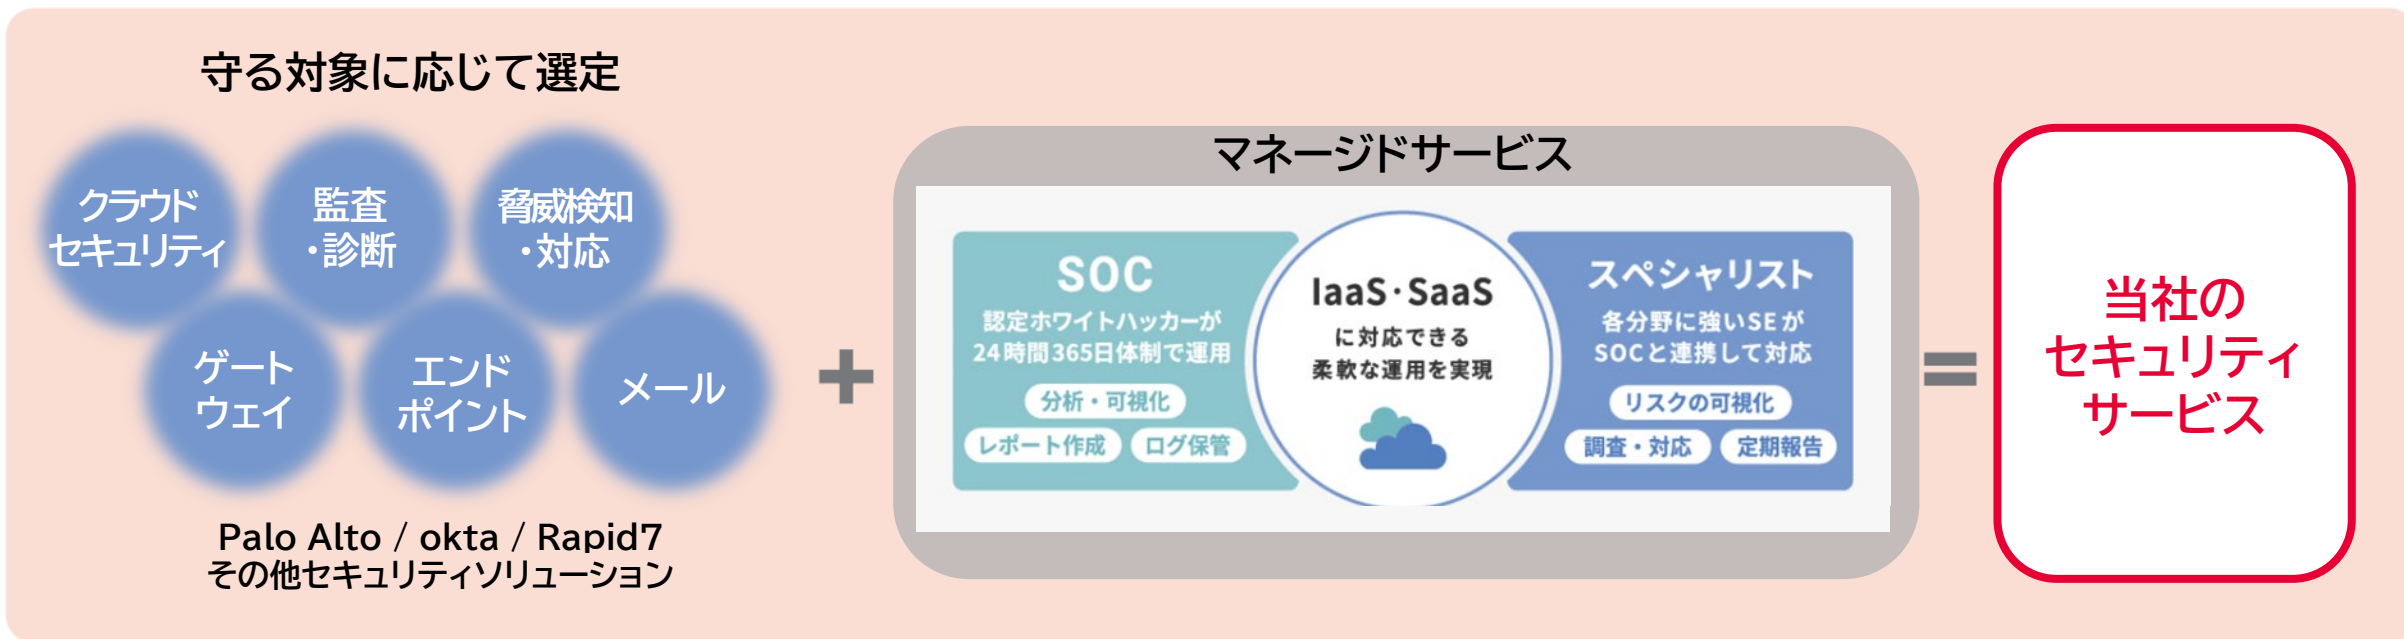 守る対象に応じて選定
クラウド
セキュリティ
監査
・診断
脅威検知
・対応
ゲート
ウェイ
エンド
ポイント
メール
Palo Alto / okta / Rapid7
その他セキュリティソリューション
+
マネージドサービス
SOC
認定ホワイトハッカーが
24時間365日体制で運用
分析・可視化
レポート作成 ログ保管
IaaS・SaaS
に対応できる
柔軟な運用を実現
スペシャリスト
各分野に強いSEが
SOCと連携して対応
リスクの可視化
調査・対応 定期報告
=
当社の
セキュリティ
サービス